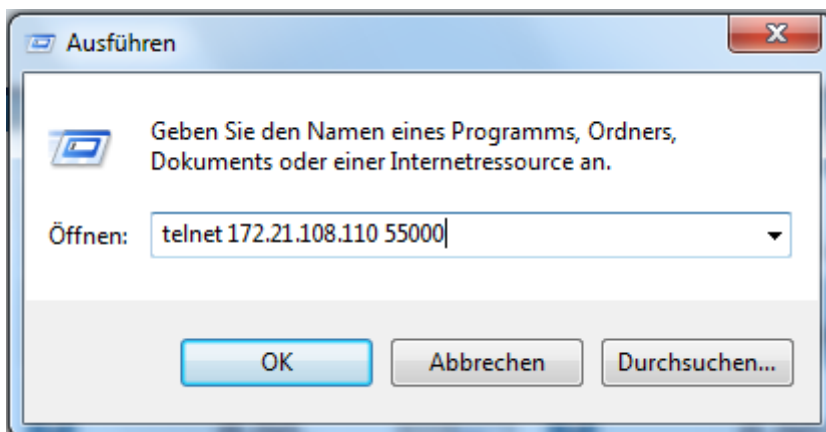 Ausführen
Geben Sie den Namen eines Programms, Ordners,
Dokuments oder einer Internetressource an.
Öffnen: telnet 172.21.108.110 55000
OK Abbrechen Durchsuchen...